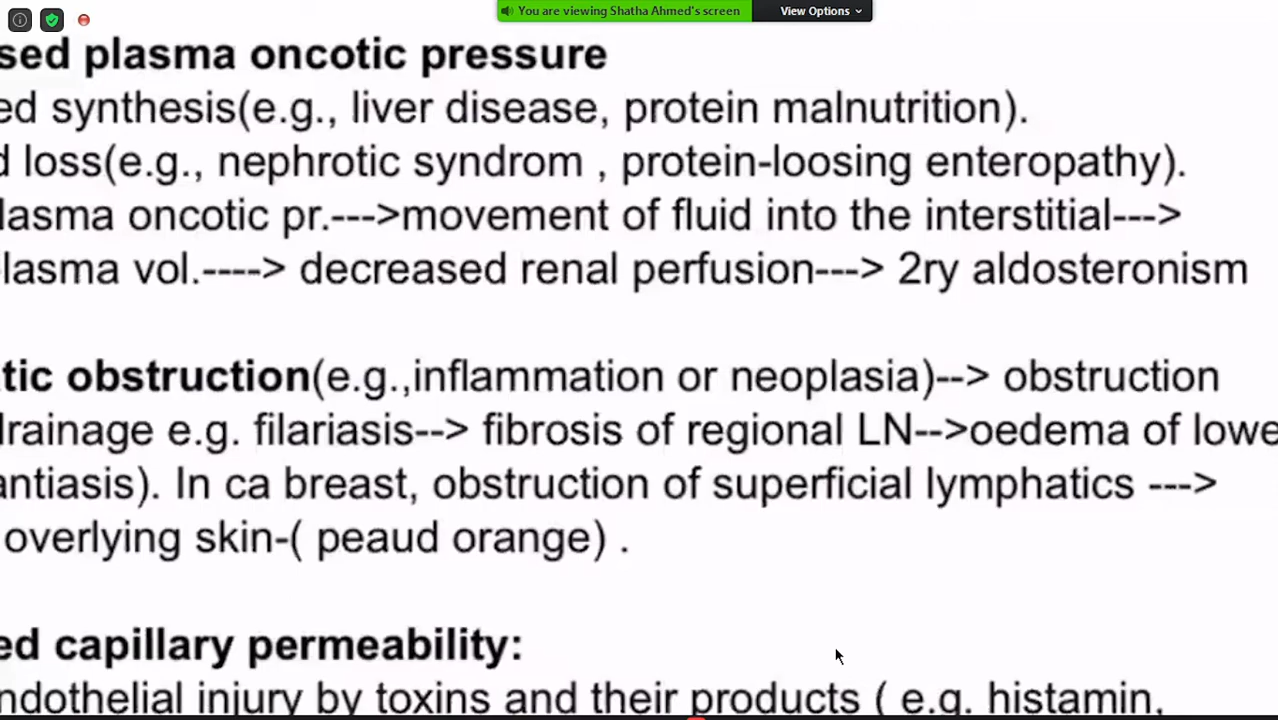 You are viewing Shatha Ahmed's screen
View Options
sed plasma oncotic pressure
ed synthesis(e.g., liver disease, protein malnutrition).
d loss(e.g., nephrotic syndrom , protein-loosing enteropathy).
lasma oncotic pr.--->movement of fluid into the interstitial--->
lasma vol.----> decreased renal perfusion---> 2ry aldosteronism
tic obstruction(e.g.,inflammation or neoplasia)--> obstruction
drainage e.g. filariasis--> fibrosis of regional LN-->oedema of lowe
antiasis). In ca breast, obstruction of superficial lymphatics --->
overlying skin-( peaud orange) .
ed capillary permeability:
ndothelial injury by toxins and their products ( e.g. histamin,